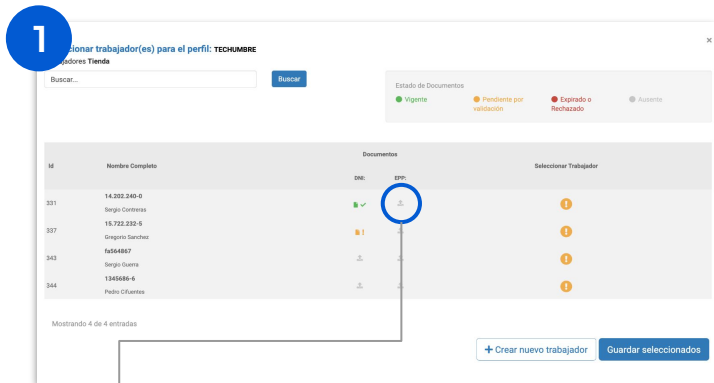 1
ionar trabajador(es) para el perfil: TECHUMBRE
ajadores Tienda
×
Buscar...
Buscar
Estado de Documentos
Vigente
Pendiente por validación
Expirado o Rechazado
Ausente
Documentos
Id
Nombre Completo
Seleccionar Trabajador
DNI:
EPP:
331
14.202.240-0
Sergio Contreras
337
15.722.232-5
Gregorio Sanchez
343
fa564867
Sergio Guerra
344
1345686-6
Pedro Cifuentes
Mostrando 4 de 4 entradas
+ Crear nuevo trabajador
Guardar seleccionados